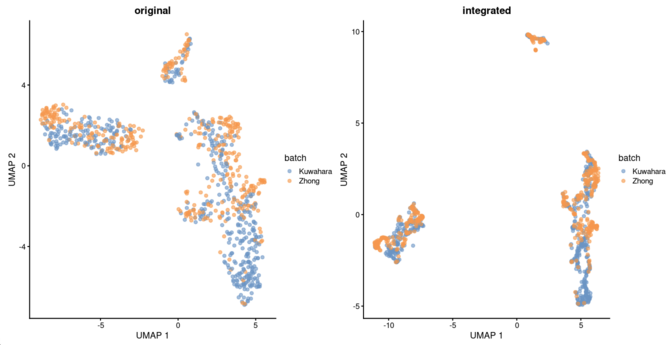 original
UMAP 2
4
0
-4
-5
0
5
UMAP 1
batch
Kuwahara
Zhong
integrated
UMAP 2
10
5
0
-5
-10
-5
0
5
UMAP 1
batch
Kuwahara
Zhong